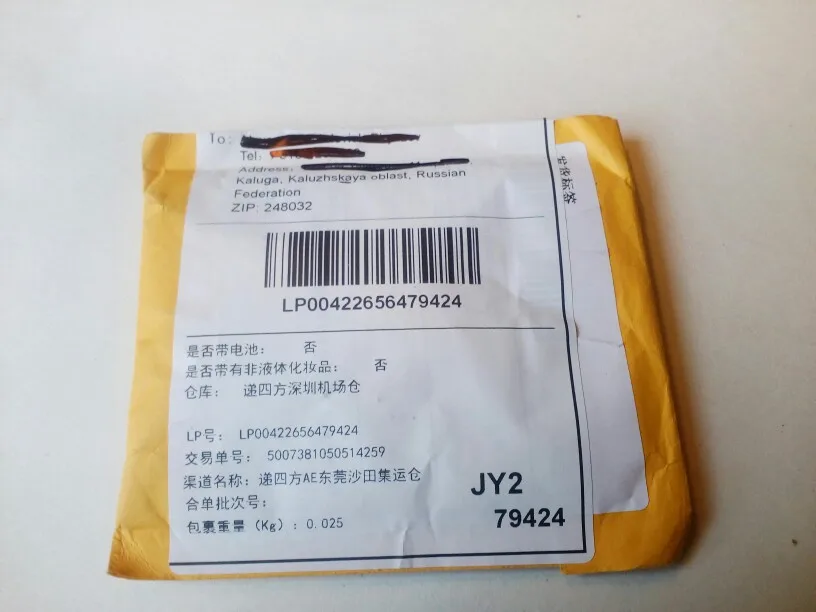 To:
Tel:
Address:
Kaluga, Kaluzhskaya oblast, Russian
Federation
ZIP: 248032
LP00422656479424
是否带电池： 否
是否带有非液体化妆品： 否
仓库： 递四方深圳机场仓
LP号： LP00422656479424
交易单号： 5007381050514259
渠道名称：递四方AE东莞沙田集运仓
合单批次号：
包裹重量（Kg）：0.025
JY2
79424
货标签